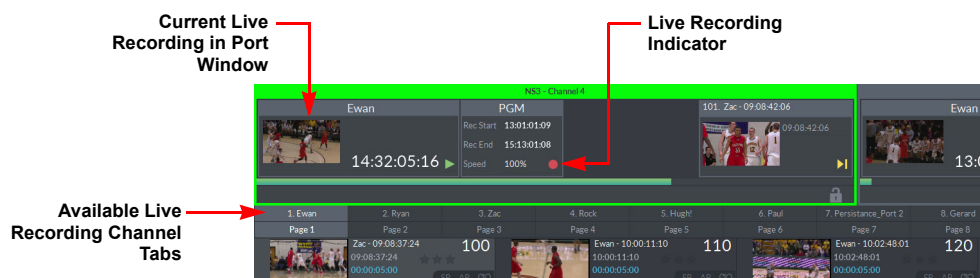 Current Live
Recording in Port
Window
Live Recording
Indicator
NS3 - Channel 4
Ewan
PGM
101. Zac - 09:08:42:06
Ewan
Rec Start 13:01:01:09
Rec End 15:13:01:08
Speed 100%
09:08:42:06
14:32:05:16
13:0
Available Live
Recording Channel
Tabs
1. Ewan
2. Ryan
3. Zac
4. Rock
5. Hugh!
6. Paul
7. Persistance_Port 2
8. Gerard
Page 1
Page 2
Page 3
Page 4
Page 5
Page 6
Page 7
Page 8
Zac - 09:08:37:24
100
09:08:37:24
00:00:05:00
Ewan - 10:00:11:10
110
10:00:11:10
00:00:05:00
Ewan - 10:02:48:01
120
10:02:48:01
00:00:05:00